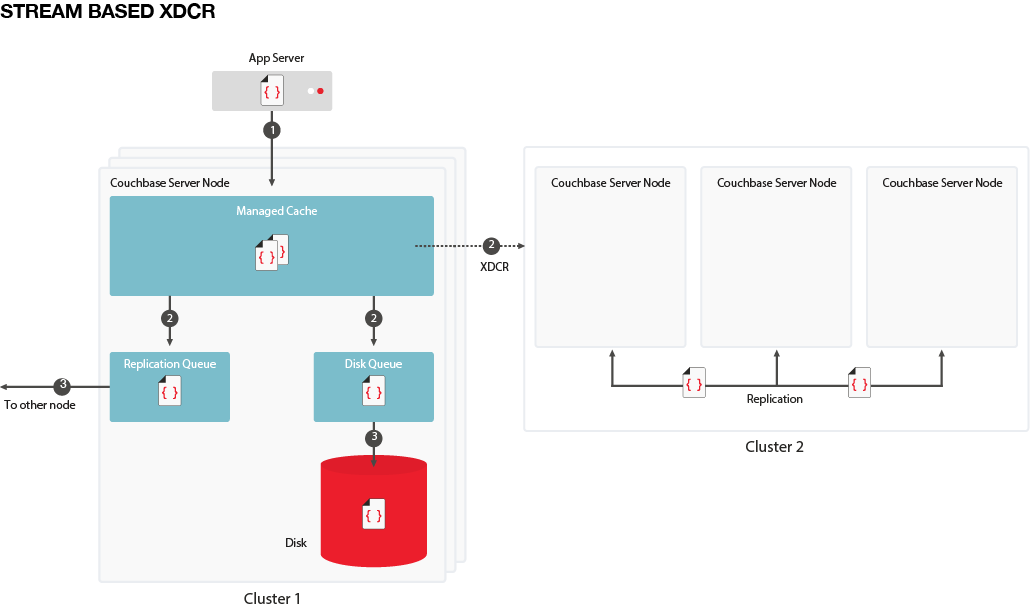 STREAM BASED XDCR
App Server
{ }
1
Couchbase Server Node
Managed Cache
{ }
}
2
XDCR
2
2
Replication Queue
{ }
Disk Queue
{ }
3
To other node
3
{ }
Disk
Cluster 1
Couchbase Server Node
Couchbase Server Node
Couchbase Server Node
{ }
{ }
Replication
Cluster 2